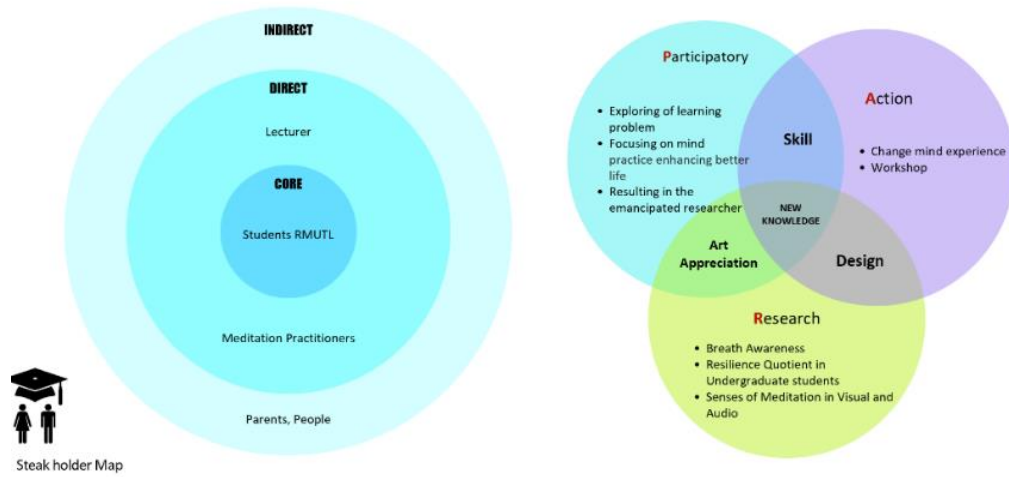 INDIRECT
DIRECT
Lecturer
CORE
Students RMUTL
Meditation Practitioners
Parents, People
Steak holder Map
Participatory
• Exploring of learning
problem
• Focusing on mind
practice enhancing better
life
• Resulting in the
emancipated researcher
Skill
Action
• Change mind experience
• Workshop
NEW
KNOWLEDGE
Art
Appreciation
Design
Research
• Breath Awareness
• Resilience Quotient in
Undergraduate students
• Senses of Meditation in Visual and
Audio